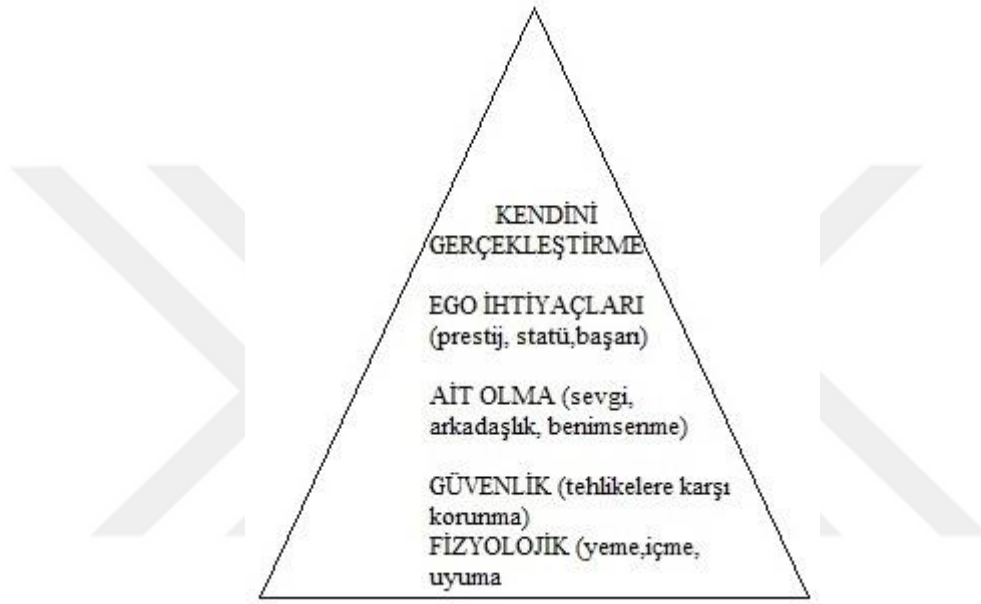 KENDİNİ
GERÇEKLEŞTİRME
EGO İHTİYAÇLARI
(prestij, statü,başarı)
AİT OLMA (sevgi,
arkadaşlık, benimsenme)
GÜVENLİK (tehlikelere karşı
korunma)
FİZYOLOJİK (yeme,içme,
uyuma